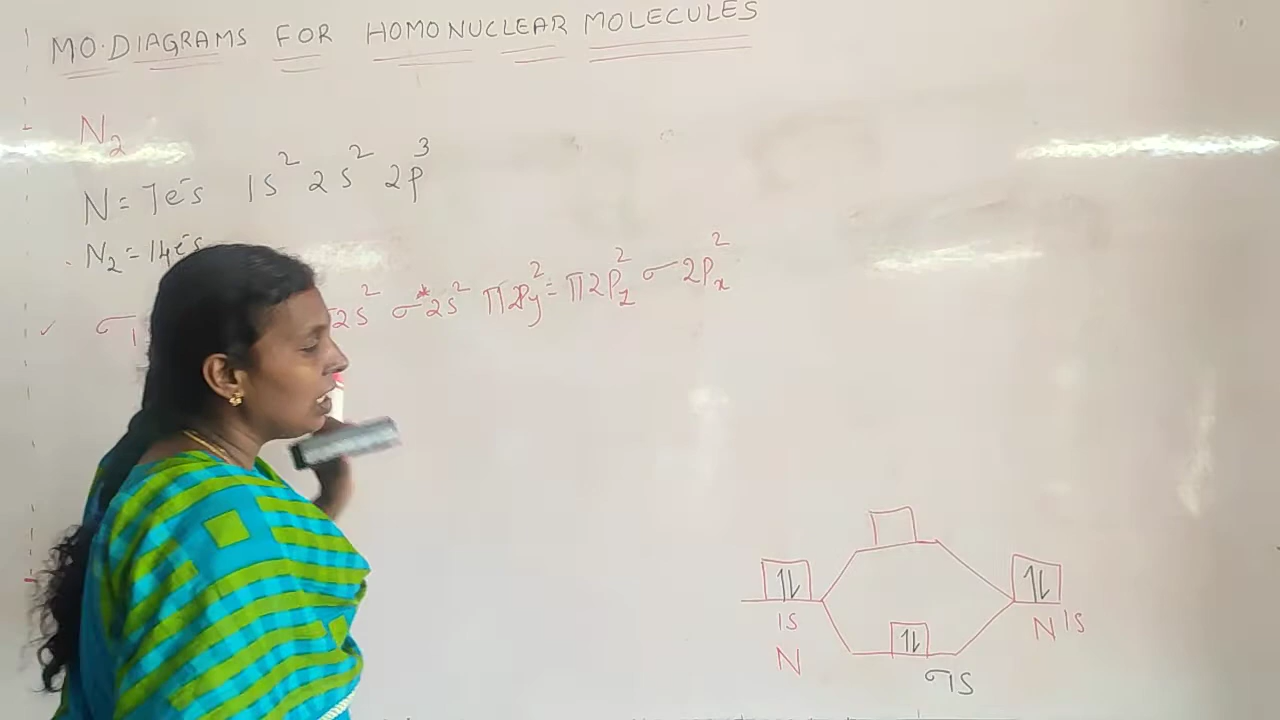 MO.DIAGRAMS FOR HOMONUCLEAR MOLECULES
N₂
N = 7e⁻s 1s² 2s² 2p³
N₂ = 14e⁻s
σ1 2s² σ*2s² π2Py² = π2Pz² σ2Px²
1s 1s
N N
σ1s